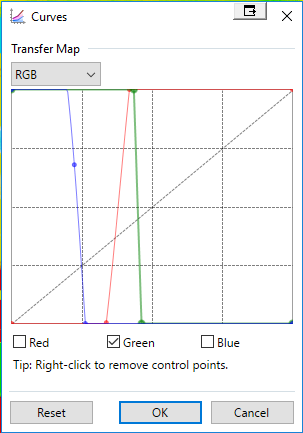 Curves
Transfer Map
RGB
Red
Green
Blue
Tip: Right-click to remove control points.
Reset
OK
Cancel